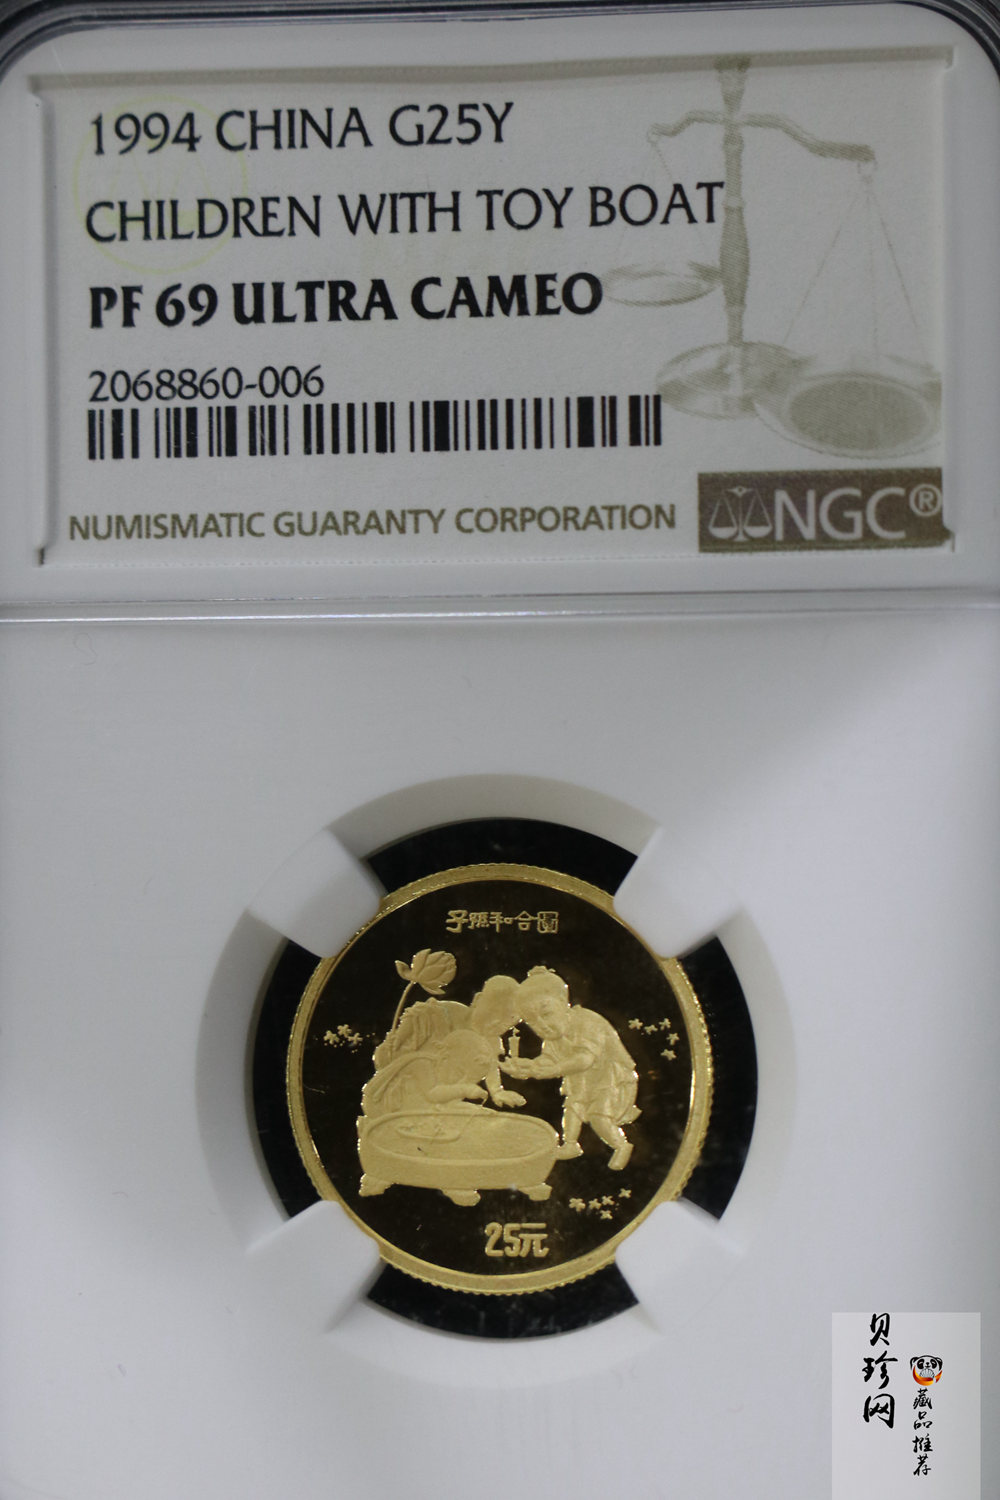 1994 CHINA G25Y
CHILDREN WITH TOY BOAT
PF 69 ULTRA CAMEO
2068860-006
NUMISMATIC GUARANTY CORPORATION
NGC®
子孫和合圖
25元
贝珍网
藏品推荐